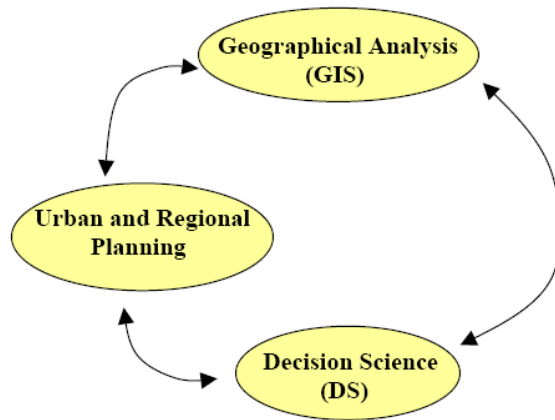 Geographical Analysis
(GIS)
Urban and Regional
Planning
Decision Science
(DS)